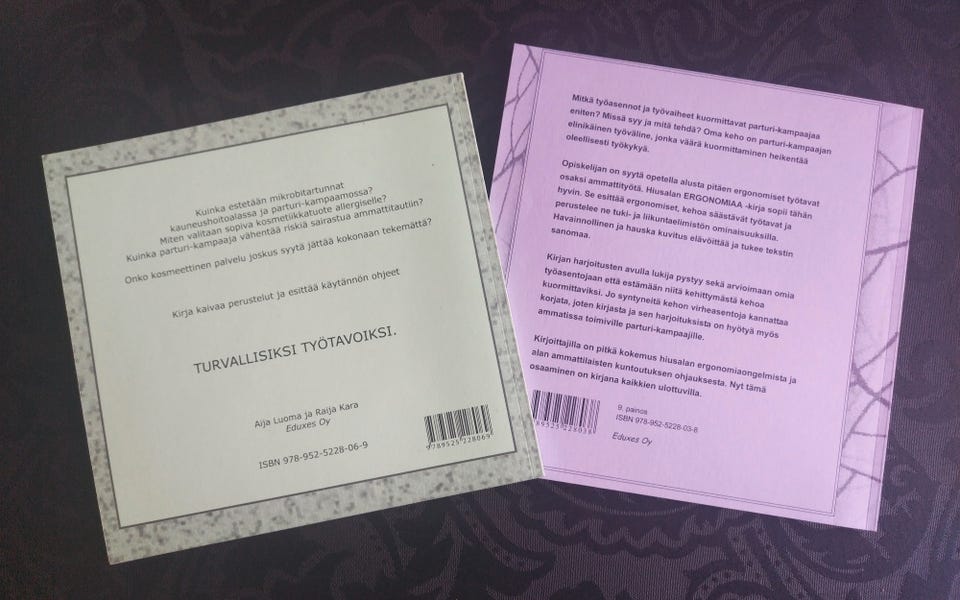 Kuinka estetään mikrobitartunnat
kauneushoitoalassa ja parturi-kampaamossa?
Miten valitaan sopiva kosmetiikkatuote allergiselle?
Kuinka parturi-kampaaja vähentää riskiä sairastua ammattitautiin?
Onko kosmeettinen palvelu joskus syytä jättää kokonaan tekemättä?
Kirja kaivaa perustelut ja esittää käytännön ohjeet
TURVALLISIKSI TYÖTAVOIKSI.
Aija Luoma ja Raija Kara
Eduxes Oy
ISBN 978-952-5228-06-9
9789525228069
Mitkä työasennot ja työvaiheet kuormittavat parturi-kampaajaa
eniten? Missä syy ja mitä tehdä? Oma keho on parturi-kampaajan
elinikäinen työväline, jonka väärä kuormittaminen heikentää
oleellisesti työkykyä.
Opiskelijan on syytä opetella alusta pitäen ergonomiset työtavat
osaksi ammattityötä. Hiusalan ERGONOMIAA -kirja sopii tähän
hyvin. Se esittää ergonomiset, kehoa säästävät työtavat ja
perustelee ne tuki- ja liikuntaelimistön ominaisuuksilla.
Havainnollinen ja hauska kuvitus elävöittää ja tukee tekstin
sanomaa.
Kirjan harjoitusten avulla lukija pystyy sekä arvioimaan omia
työasentojaan että estämään niitä kehittymästä kehoa
kuormittaviksi. Jo syntyneitä kehon virheasentoja kannattaa
korjata, joten kirjasta ja sen harjoituksista on hyötyä myös
ammatissa toimiville parturi-kampaajille.
Kirjoittajilla on pitkä kokemus hiusalan ergonomiaongelmista ja
alan ammattilaisten kuntoutuksen ohjauksesta. Nyt tämä
osaaminen on kirjana kaikkien ulottuvilla.
9. painos
ISBN 978-952-5228-03-8
Eduxes Oy